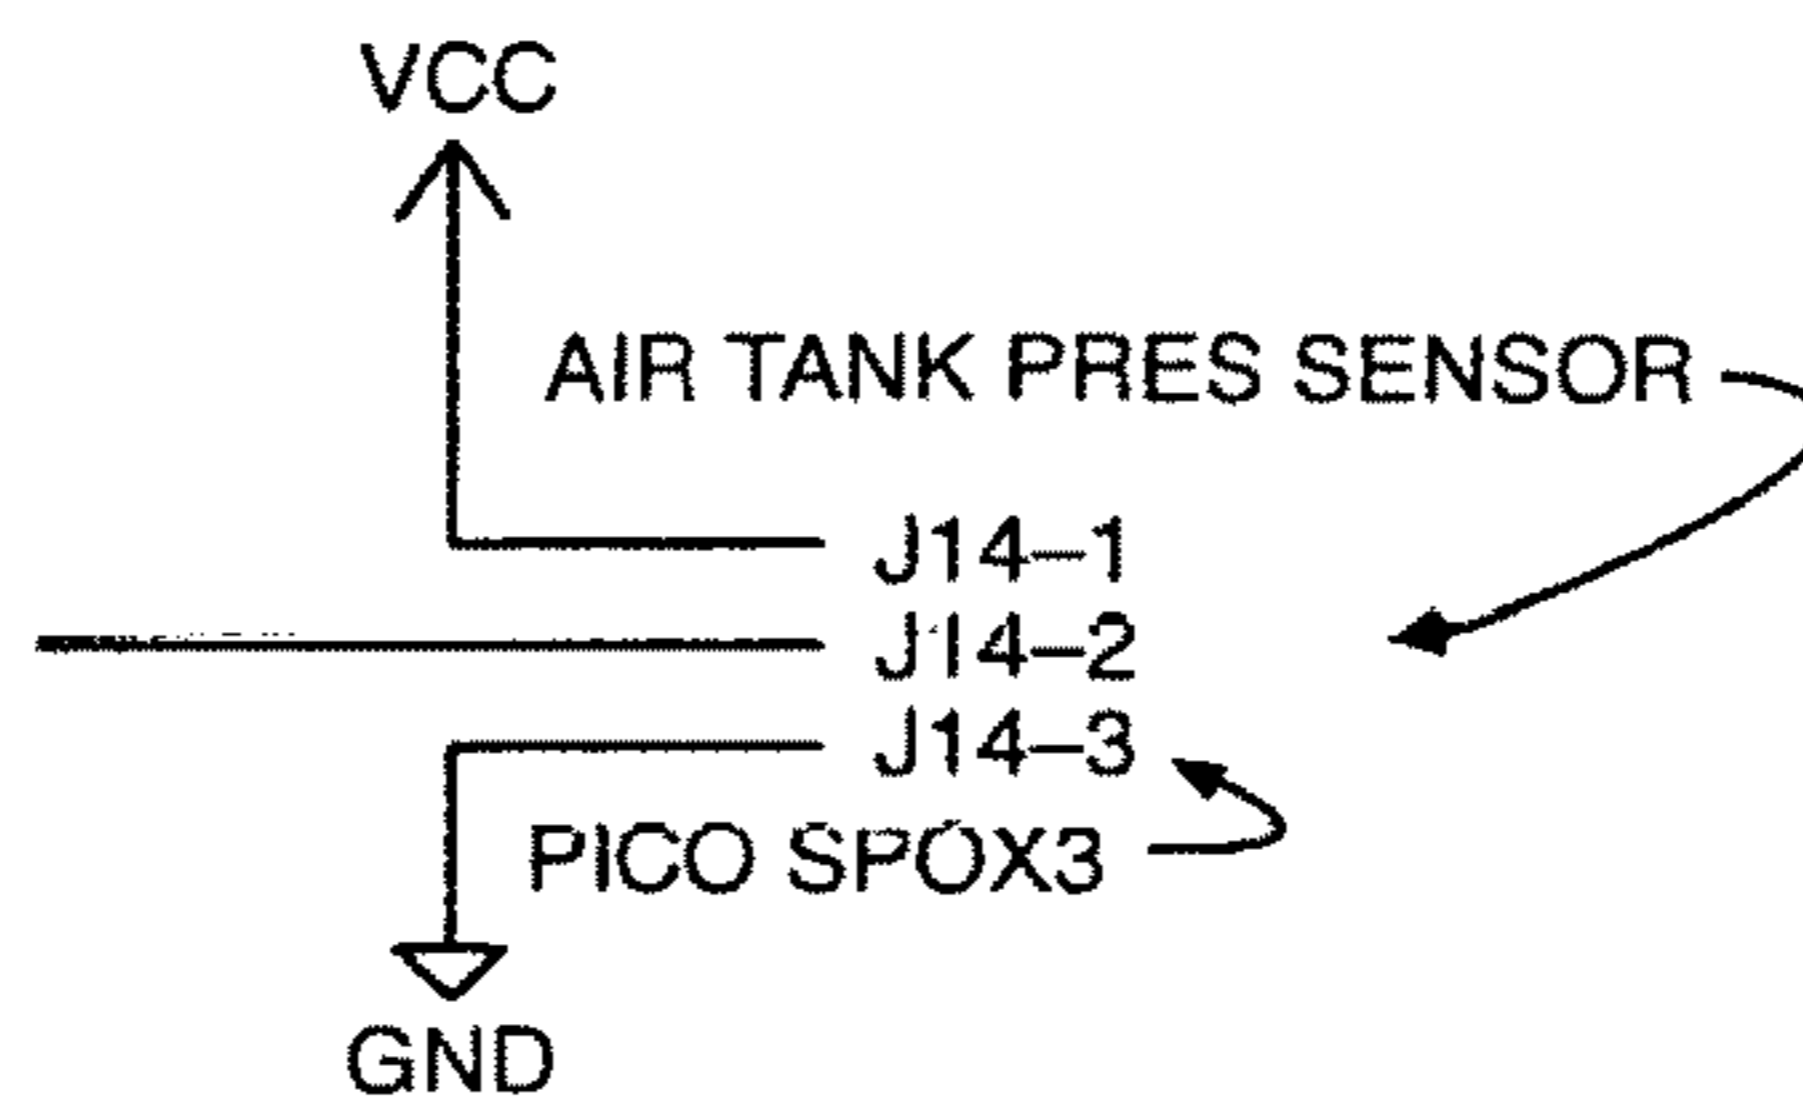 VCC
AIR TANK PRES SENSOR
J14-1
J14-2
J14-3
PICO SPOX3
GND